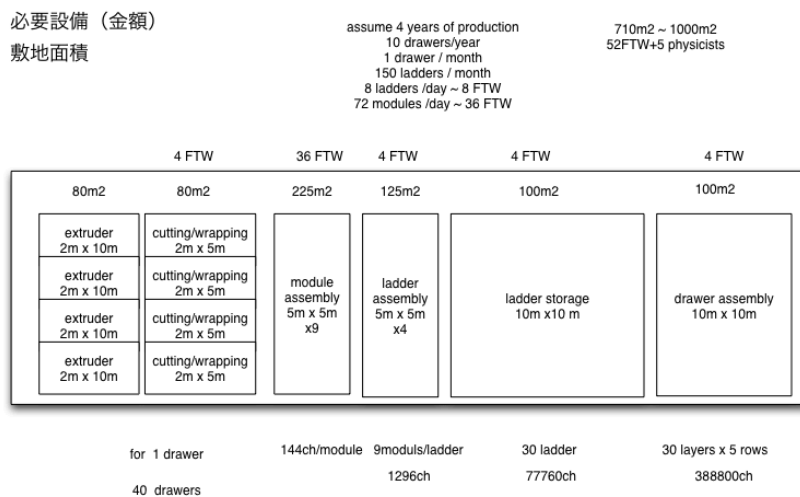 必要設備（金額）
敷地面積
assume 4 years of production
10 drawers/year
1 drawer / month
150 ladders / month
8 ladders /day ~ 8 FTW
72 modules /day ~ 36 FTW
710m2 ~ 1000m2
52FTW+5 physicists
4 FTW
36 FTW
4 FTW
4 FTW
4 FTW
80m2
80m2
225m2
125m2
100m2
100m2
extruder
2m x 10m
cutting/wrapping
2m x 5m
extruder
2m x 10m
cutting/wrapping
2m x 5m
extruder
2m x 10m
cutting/wrapping
2m x 5m
extruder
2m x 10m
cutting/wrapping
2m x 5m
module
assembly
5m x 5m
x9
ladder
assembly
5m x 5m
x4
ladder storage
10m x10 m
drawer assembly
10m x 10m
for 1 drawer
40 drawers
144ch/module
9moduls/ladder
1296ch
30 ladder
77760ch
30 layers x 5 rows
388800ch